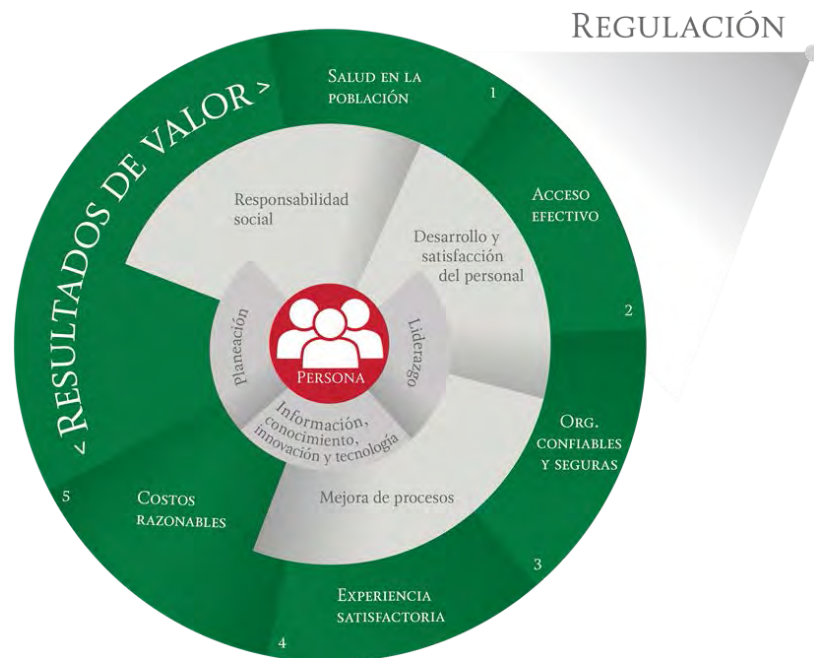 REGULACIÓN
< RESULTADOS DE VALOR >
SALUD EN LA
POBLACIÓN
1
ACCESO
EFECTIVO
2
ORG.
CONFIABLES
Y SEGURAS
3
EXPERIENCIA
SATISFACTORIA
4
COSTOS
RAZONABLES
5
Responsabilidad
social
Desarrollo y
satisfacción
del personal
Mejora de procesos
Planeación
Liderazgo
Información,
conocimiento,
innovación y tecnología
PERSONA